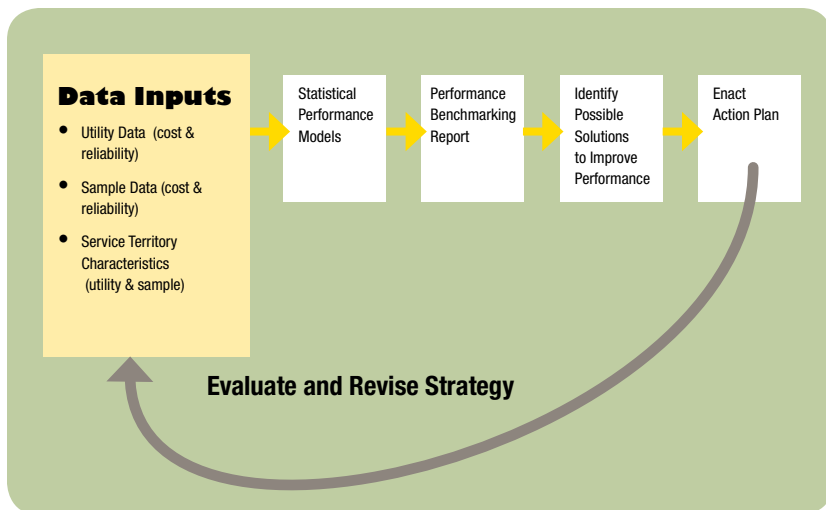 Data Inputs
• Utility Data (cost &
reliability)
• Sample Data (cost &
reliability)
• Service Territory
Characteristics
(utility & sample)
Statistical
Performance
Models
Performance
Benchmarking
Report
Identify
Possible
Solutions
to Improve
Performance
Enact
Action Plan
Evaluate and Revise Strategy